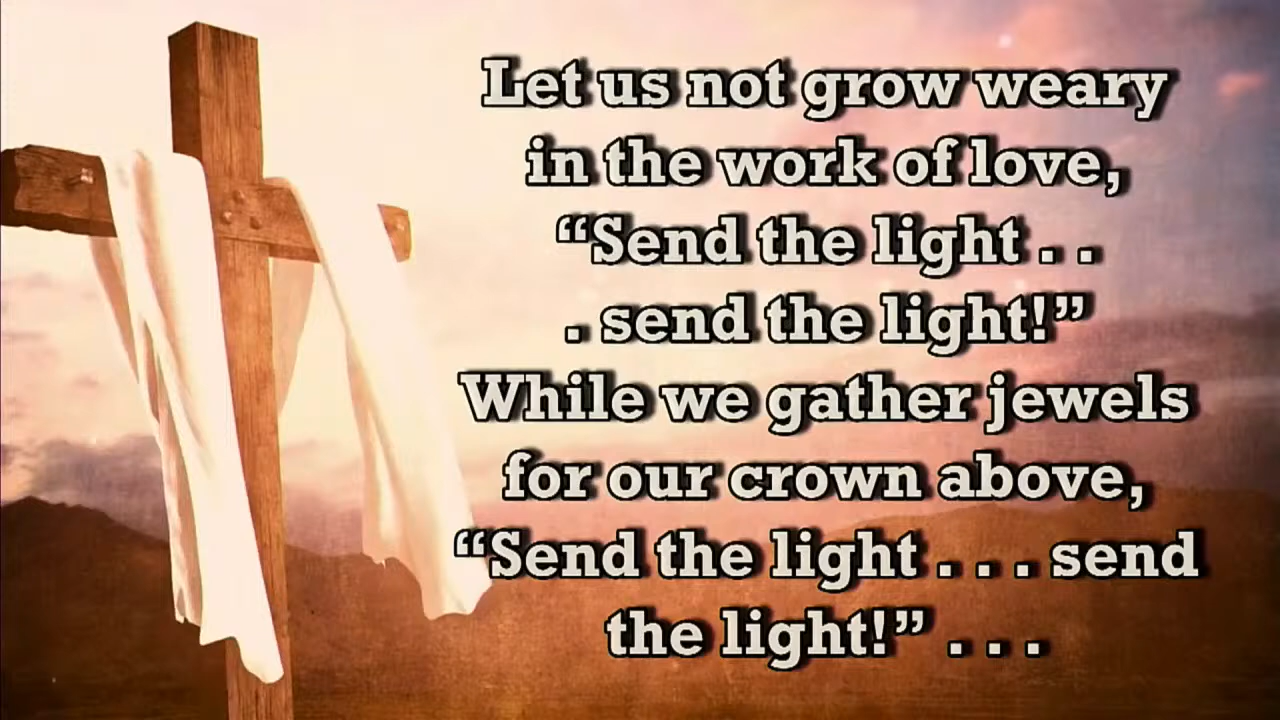 Let us not grow weary
in the work of love,
“Send the light . .
. send the light!”
While we gather jewels
for our crown above,
“Send the light . . . send
the light!” . . .